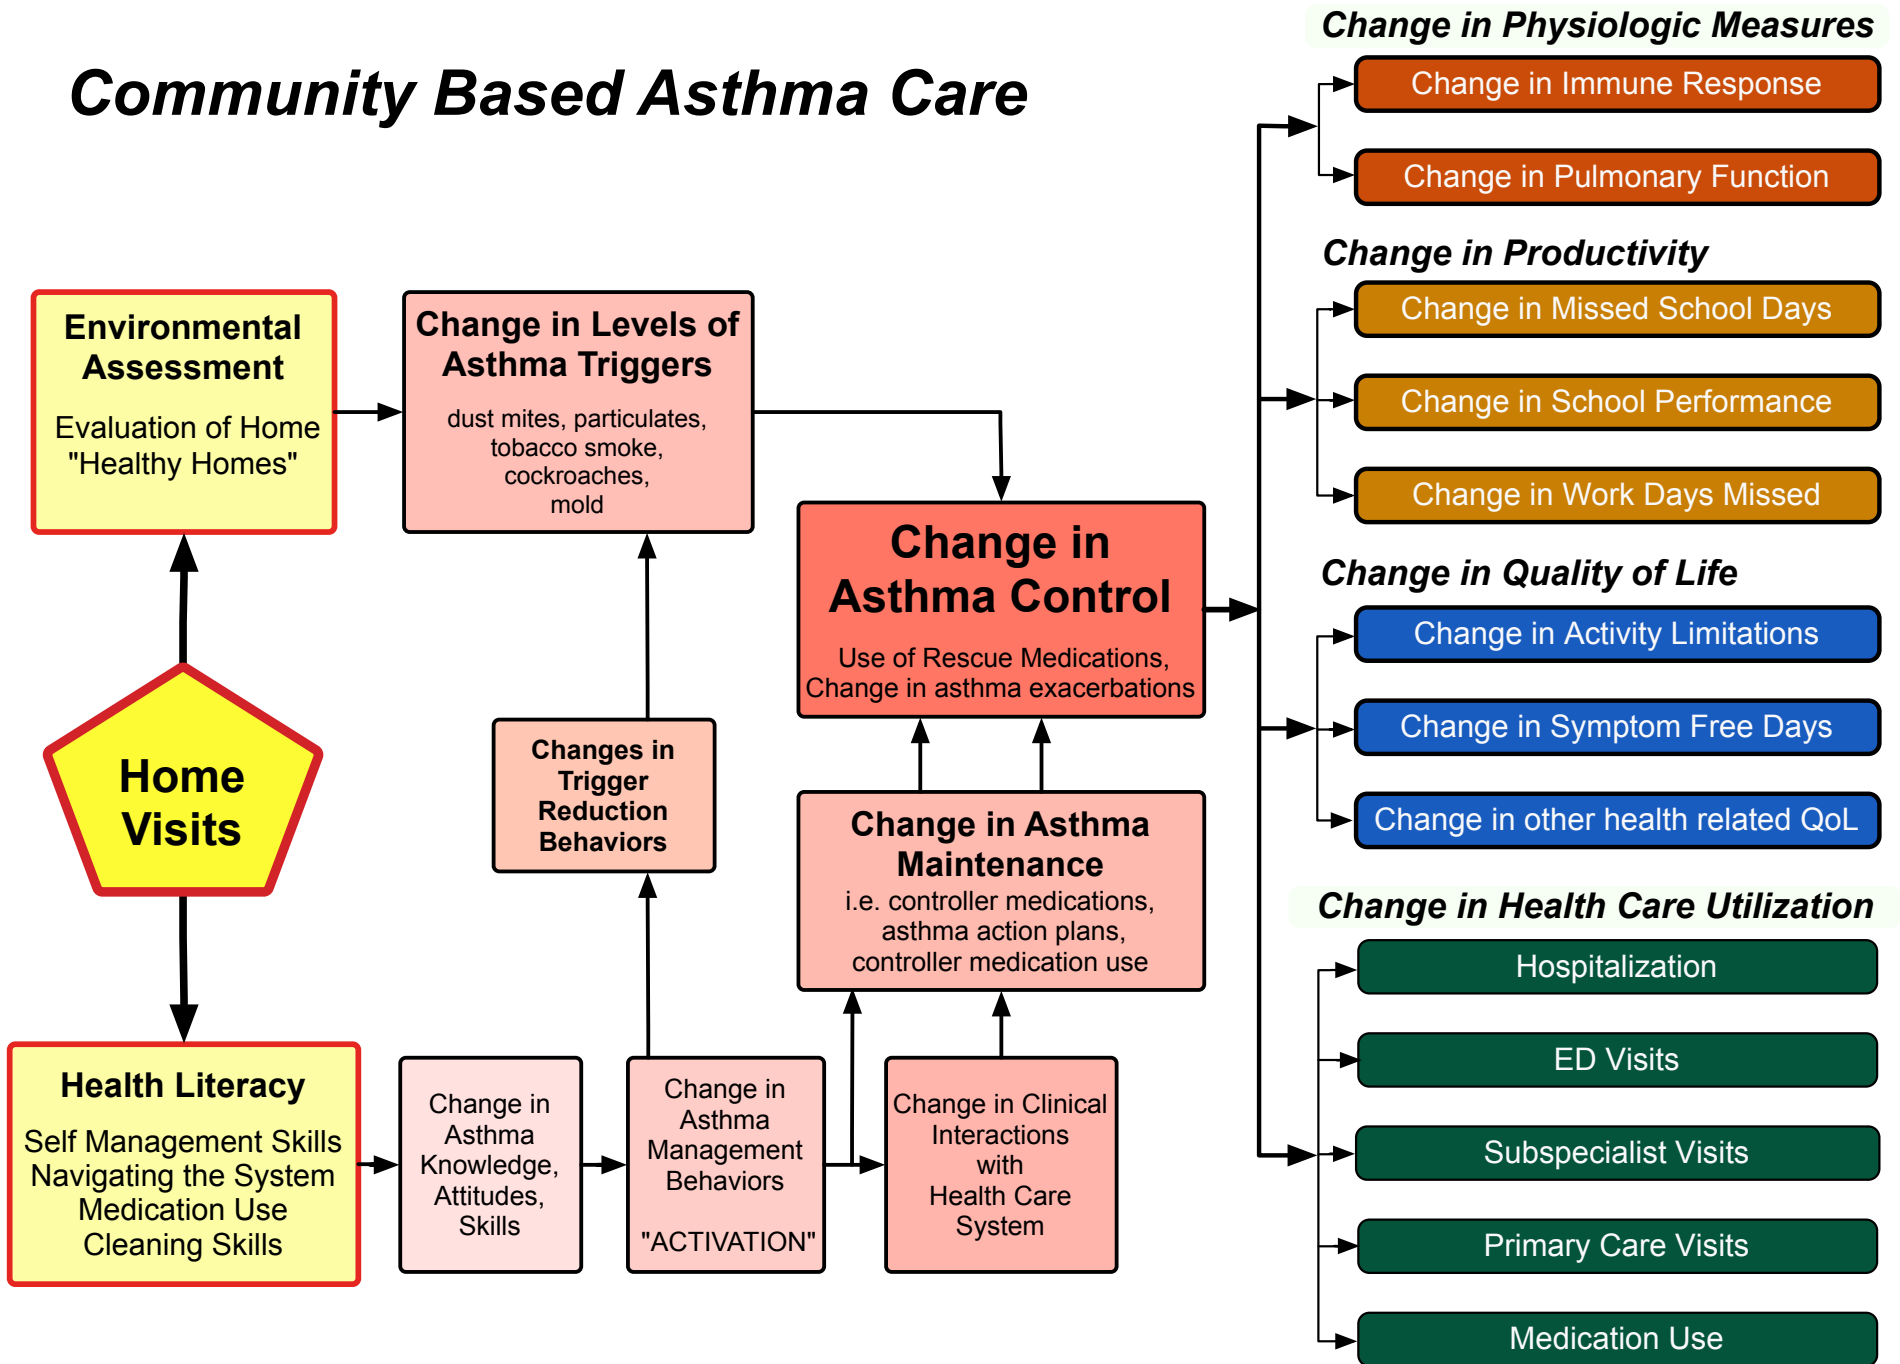 Community Based Asthma Care
Environmental
Assessment
Evaluation of Home
"Healthy Homes"
Home
Visits
Health Literacy
Self Management Skills
Navigating the System
Medication Use
Cleaning Skills
Change in Levels of
Asthma Triggers
dust mites, particulates,
tobacco smoke,
cockroaches,
mold
Changes in
Trigger
Reduction
Behaviors
Change in
Asthma
Knowledge,
Attitudes,
Skills
Change in
Asthma
Management
Behaviors
"ACTIVATION"
Change in Clinical
Interactions
with
Health Care
System
Change in Asthma
Maintenance
i.e. controller medications,
asthma action plans,
controller medication use
Change in
Asthma Control
Use of Rescue Medications,
Change in asthma exacerbations
Change in Physiologic Measures
Change in Immune Response
Change in Pulmonary Function
Change in Productivity
Change in Missed School Days
Change in School Performance
Change in Work Days Missed
Change in Quality of Life
Change in Activity Limitations
Change in Symptom Free Days
Change in other health related QoL
Change in Health Care Utilization
Hospitalization
ED Visits
Subspecialist Visits
Primary Care Visits
Medication Use